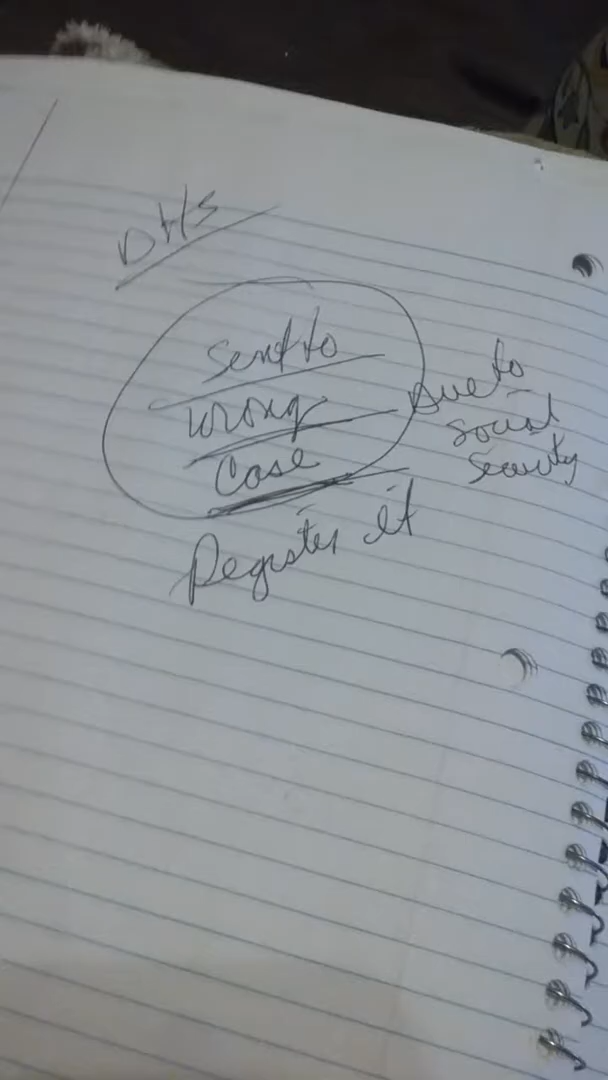 DHS
Sent to
wrong
Case
Due to
Social
Security
Register it